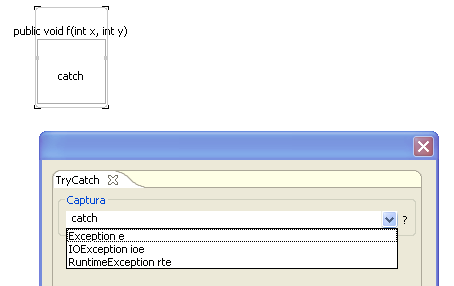 public void f(int x, int y)
catch
TryCatch
Captura
catch
?
Exception e
IOException ioe
RuntimeException rte